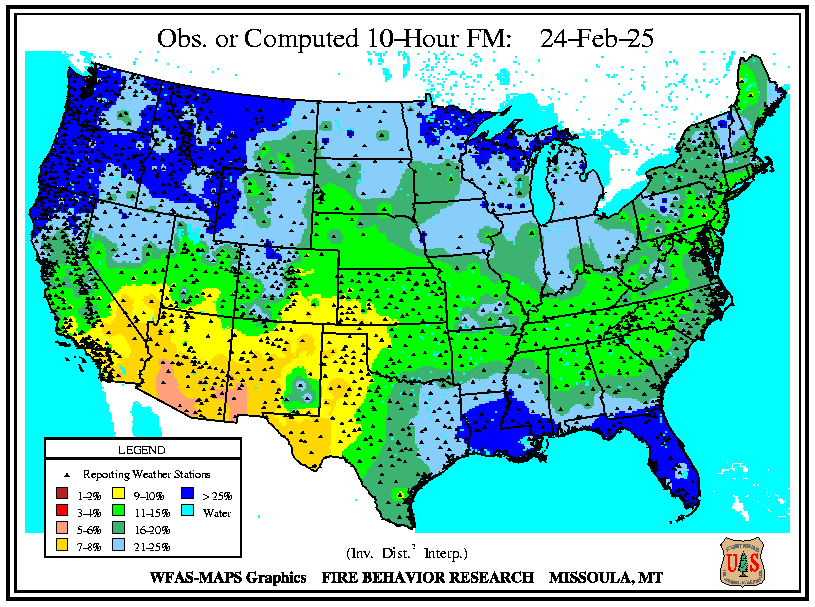 Obs. or Computed 10-Hour FM: 24-Feb-25
LEGEND
Reporting Weather Stations
1-2% 9-10% > 25%
3-4% 11-15% Water
5-6% 16-20%
7-8% 21-25%
(Inv. Dist.² Interp.)
WFAS-MAPS Graphics FIRE BEHAVIOR RESEARCH MISSOULA, MT
U S